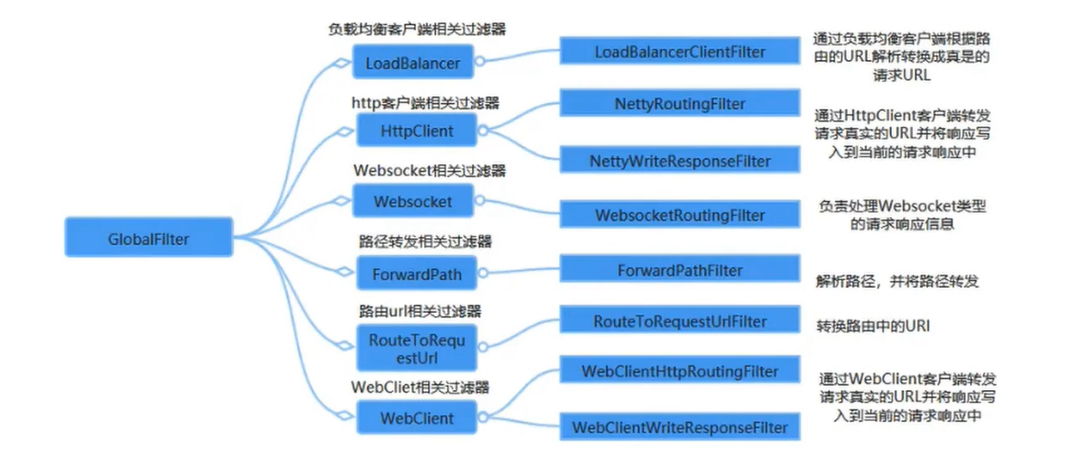 负载均衡客户端相关过滤器
LoadBalancer
LoadBalancerClientFilter
通过负载均衡客户端根据路
由的URL解析转换成真是的
请求URL
http客户端相关过滤器
HttpClient
NettyRoutingFilter
NettyWriteResponseFilter
通过HttpClient客户端转发
请求真实的URL并将响应写
入到当前的请求响应中
Websocket相关过滤器
Websocket
WebsocketRoutingFilter
负责处理Websocket类型
的请求响应信息
GlobalFilter
路径转发相关过滤器
ForwardPath
ForwardPathFilter
解析路径，并将路径转发
路由url相关过滤器
RouteToRequ
estUrl
RouteToRequestUrlFilter
转换路由中的URI
WebCliet相关过滤器
WebClient
WebClientHttpRoutingFilter
WebClientWriteResponseFilter
通过WebClient客户端转发
请求真实的URL并将响应写
入到当前的请求响应中